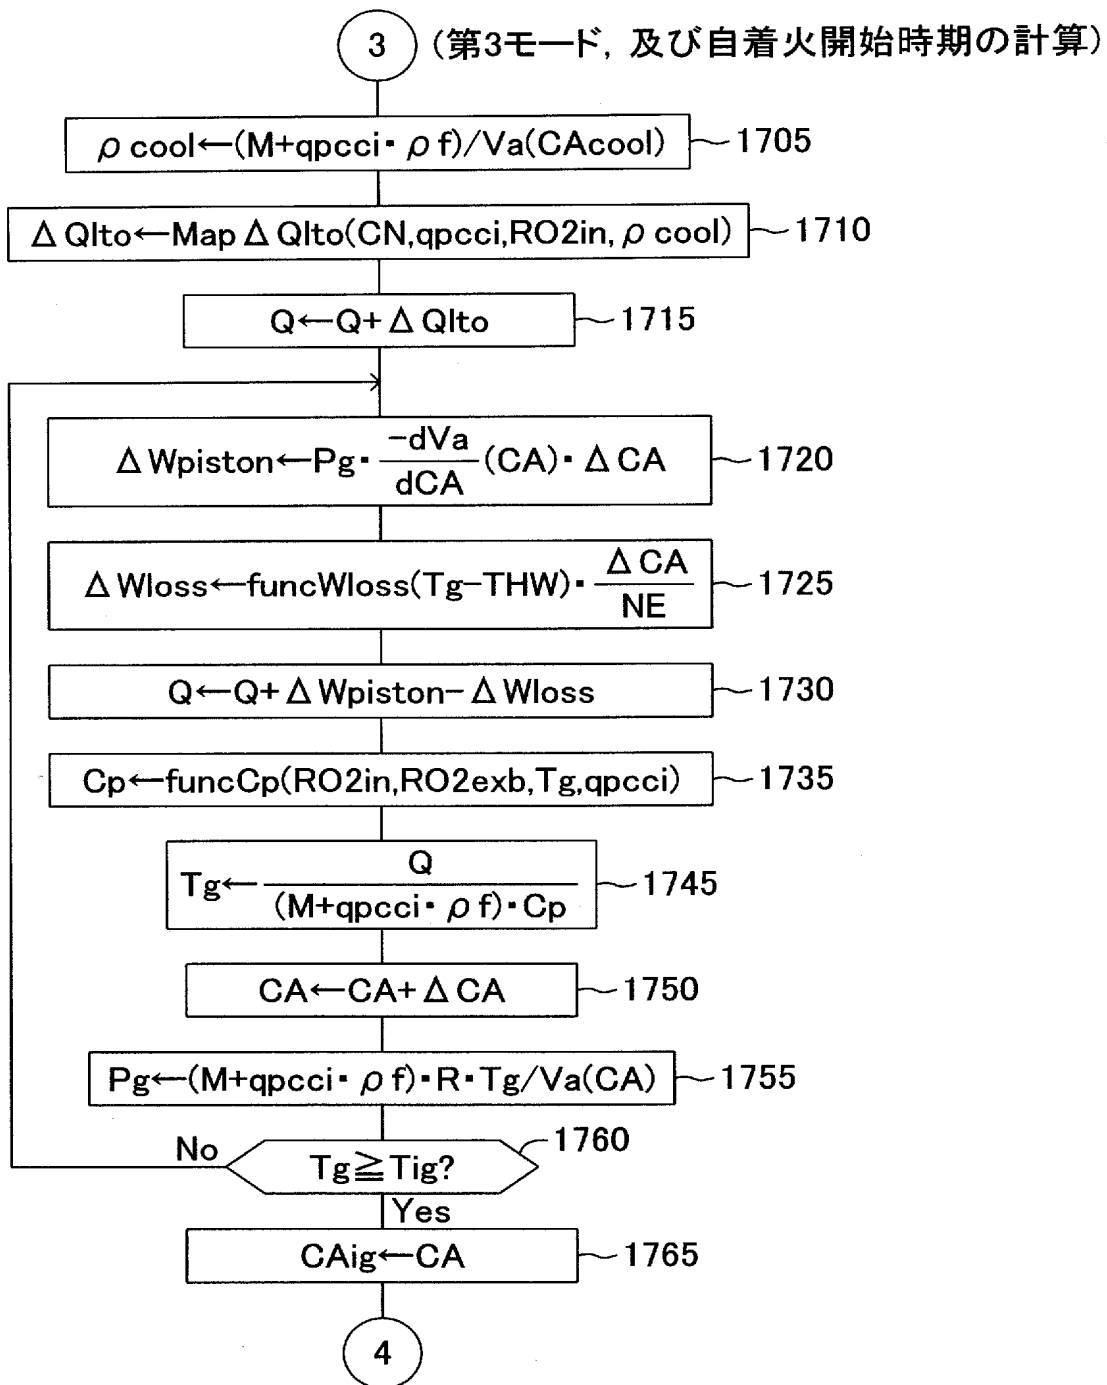 3 (第3モード, 及び自着火開始時期の計算)
ρcool←(M+qpcci・ρf)/Va(CAcool) 1705
ΔQlto←MapΔQlto(CN,qpcci,RO2in,ρcool) 1710
Q←Q+ΔQlto 1715
ΔWpiston←Pg・-dVa/dCA(CA)・ΔCA 1720
ΔWloss←funcWloss(Tg-THW)・ΔCA/NE 1725
Q←Q+ΔWpiston-ΔWloss 1730
Cp←funcCp(RO2in,RO2exb,Tg,qpcci) 1735
Tg←Q/(M+qpcci・ρf)・Cp 1745
CA←CA+ΔCA 1750
Pg←(M+qpcci・ρf)・R・Tg/Va(CA) 1755
No Tg≧Tig? 1760
Yes
CAig←CA 1765
4